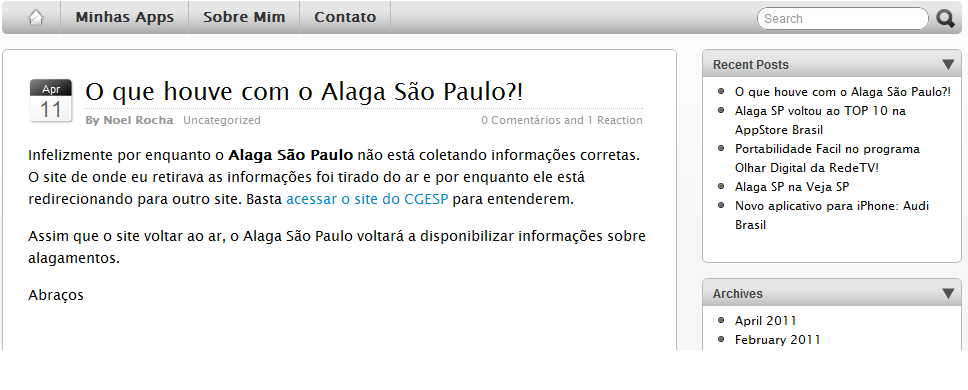 Minhas Apps Sobre Mim Contato Search
Apr
11
O que houve com o Alaga São Paulo?!
By Noel Rocha Uncategorized 0 Comentários and 1 Reaction
Infelizmente por enquanto o Alaga São Paulo não está coletando informações corretas.
O site de onde eu retirava as informações foi tirado do ar e por enquanto ele está
redirecionando para outro site. Basta acessar o site do CGESP para entenderem.
Assim que o site voltar ao ar, o Alaga São Paulo voltará a disponibilizar informações sobre
alagamentos.
Abraços
Recent Posts
O que houve com o Alaga São Paulo?!
Alaga SP voltou ao TOP 10 na
AppStore Brasil
Portabilidade Facil no programa
Olhar Digital da RedeTV!
Alaga SP na Veja SP
Novo aplicativo para iPhone: Audi
Brasil
Archives
April 2011
February 2011